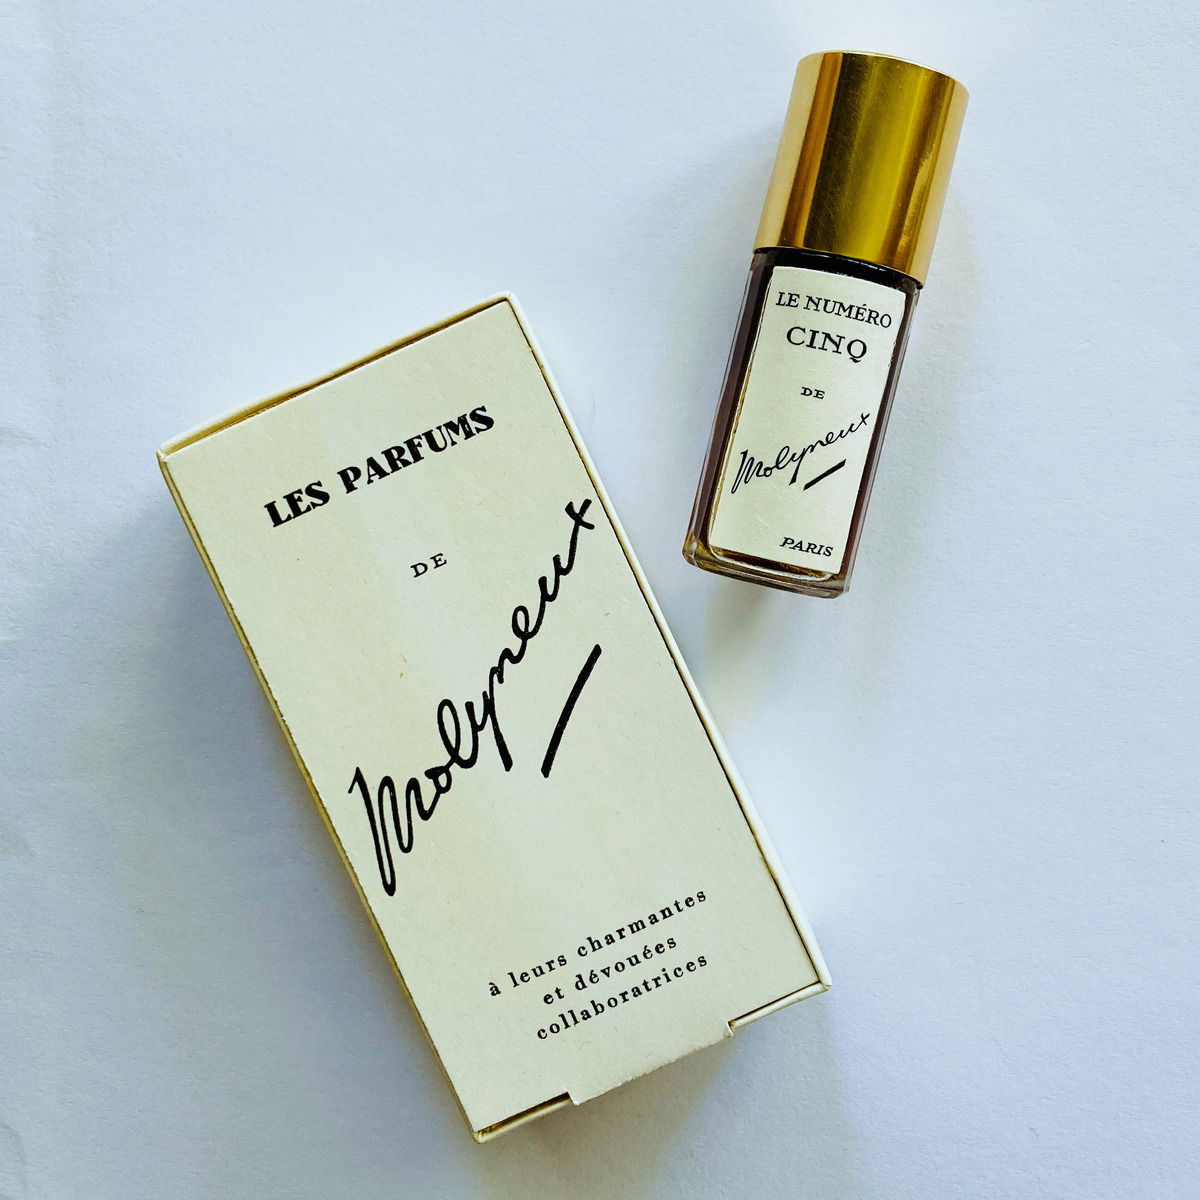 LES PARFUMS
DE
Molyneux
à leurs charmantes
et dévouées
collaboratrices
LE NUMÉRO
CINQ
DE
Molyneux
PARIS